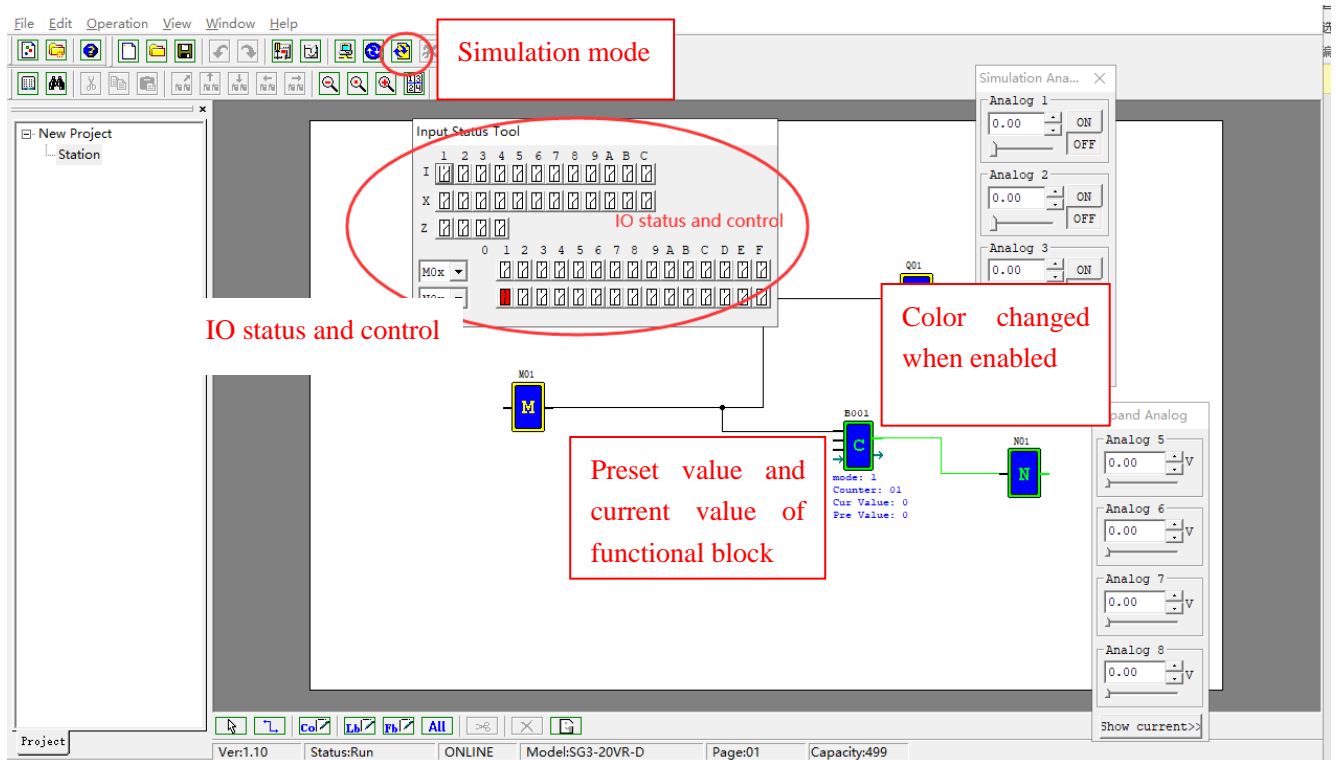 File Edit Operation View Window Help
Simulation mode
New Project
Station
Input Status Tool
1 2 3 4 5 6 7 8 9 A B C
I
X
Z
IO status and control
0 1 2 3 4 5 6 7 8 9 A B C D E F
M0x
IO status and control
Simulation Ana...
Analog 1
0.00 ON
OFF
Analog 2
0.00 ON
OFF
Analog 3
0.00 ON
Q01
Color changed
when enabled
M01
M
B001
C
mode: 1
Counter: 01
Cur Value: 0
Pre Value: 0
N01
N
Preset value and
current value of
functional block
pand Analog
Analog 5
0.00 V
Analog 6
0.00 V
Analog 7
0.00 V
Analog 8
0.00 V
Show current>>
Co Lb Fb All
Project
Ver:1.10 Status:Run ONLINE Model:SG3-20VR-D Page:01 Capacity:499